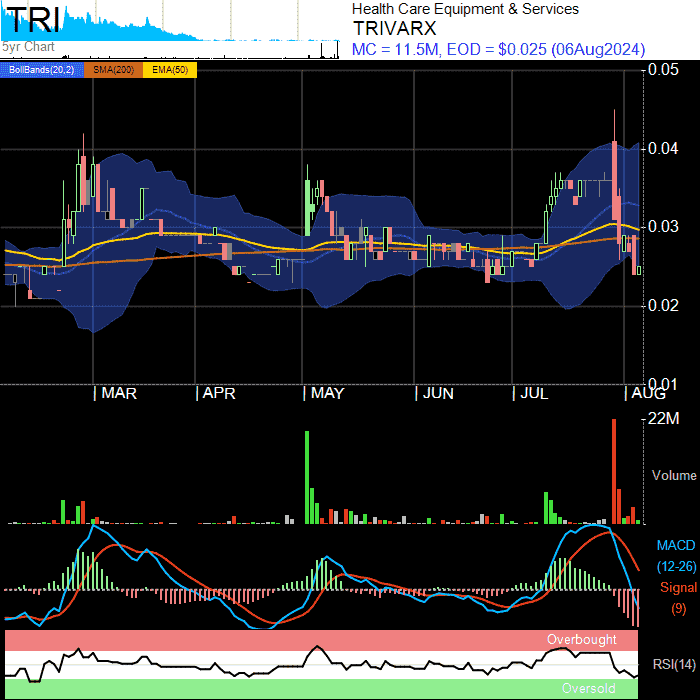 TRI
Health Care Equipment & Services
TRIVARX
5yr Chart
MC = 11.5M, EOD = $0.025 (06Aug2024)
BollBands(20,2) SMA(200) EMA(50)
0.05
0.04
0.03
0.02
0.01
| MAR | APR | MAY | JUN | JUL | AUG
22M
Volume
MACD
(12-26)
Signal
(9)
Overbought
RSI(14)
Oversold